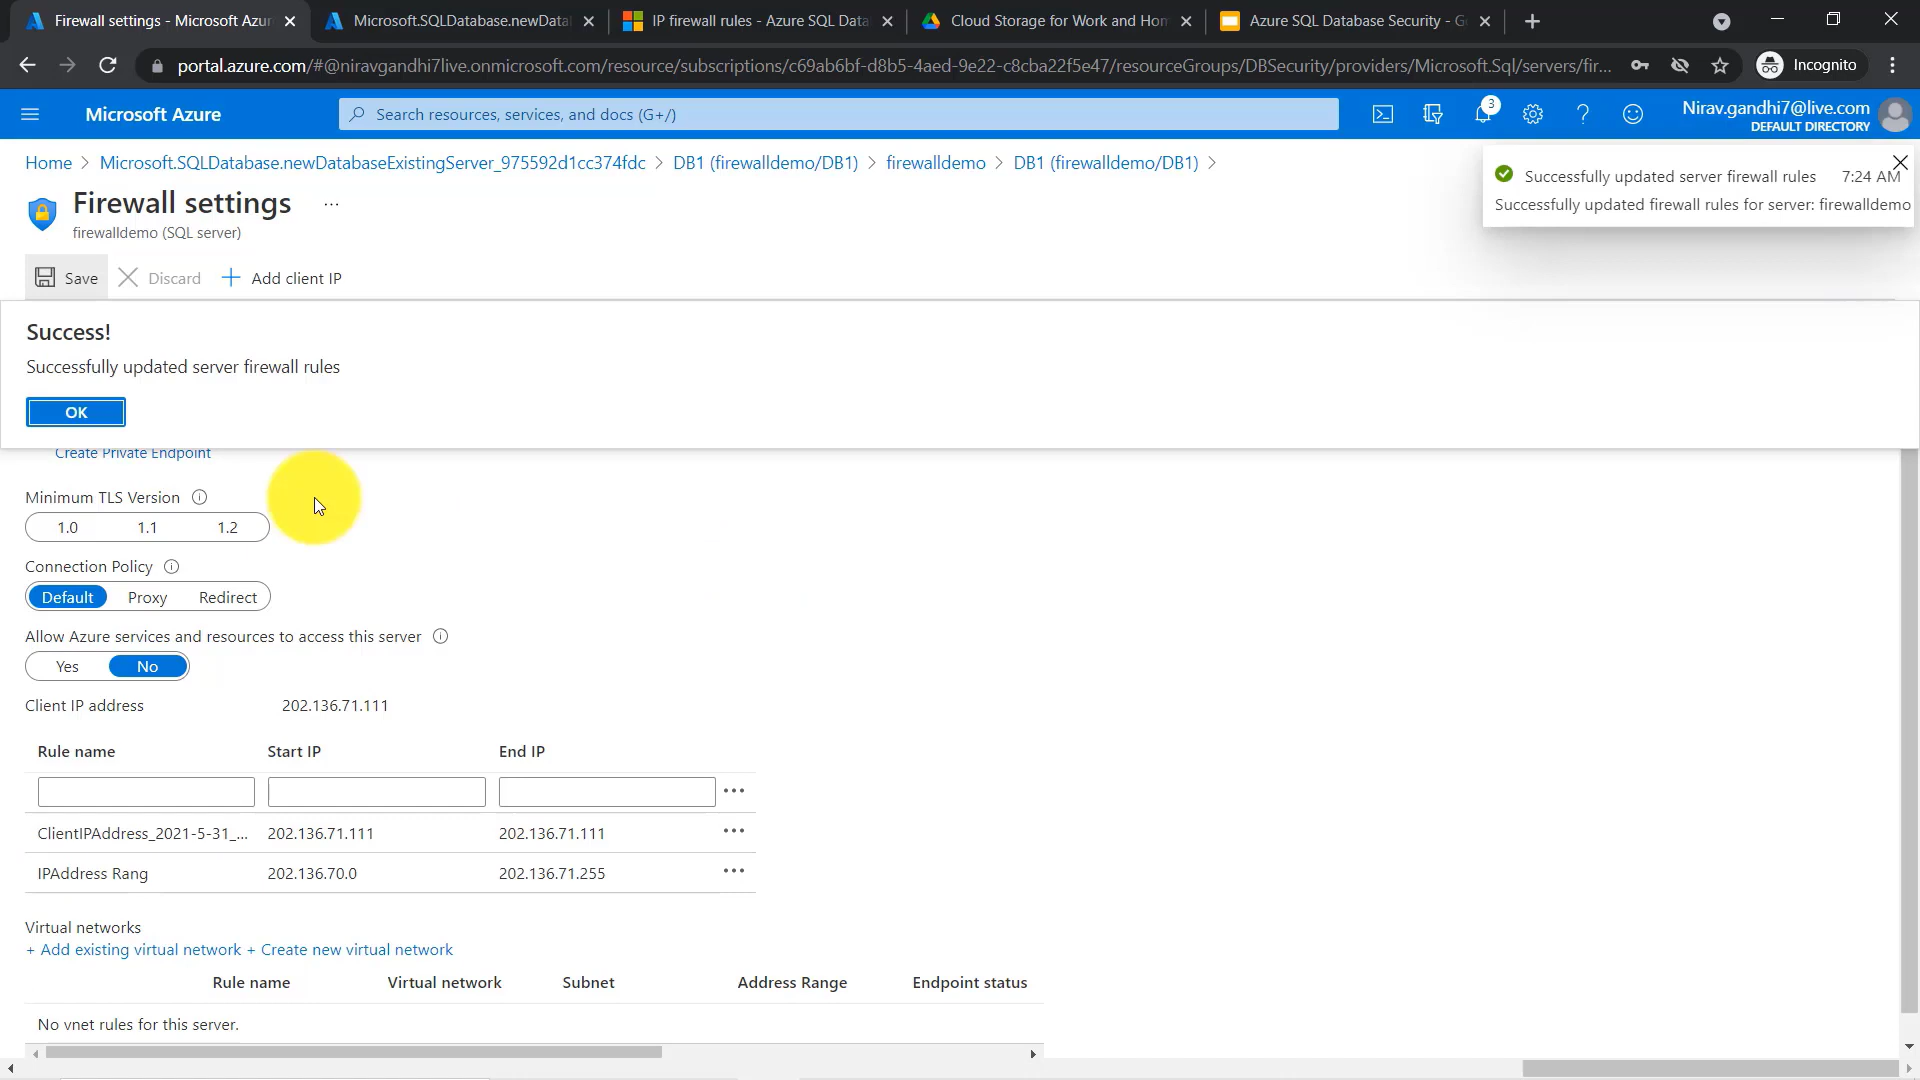 Firewall settings - Microsoft Azur
Microsoft.SQLDatabase.newDatal
IP firewall rules - Azure SQL Data
Cloud Storage for Work and Hom
Azure SQL Database Security - Go
portal.azure.com/#@niravgandhi7live.onmicrosoft.com/resource/subscriptions/c69ab6bf-d8b5-4aed-9e22-c8cba22f5e47/resourceGroups/DBSecurity/providers/Microsoft.Sql/servers/fir...
Incognito
Microsoft Azure
Search resources, services, and docs (G+/)
3
Nirav.gandhi7@live.com
DEFAULT DIRECTORY
Home > Microsoft.SQLDatabase.newDatabaseExistingServer_975592d1cc374fdc > DB1 (firewalldemo/DB1) > firewalldemo > DB1 (firewalldemo/DB1) >
Successfully updated server firewall rules 7:24 AM
Successfully updated firewall rules for server: firewalldemo
Firewall settings ...
firewalldemo (SQL server)
Save Discard Add client IP
Success!
Successfully updated server firewall rules
OK
Create Private Endpoint
Minimum TLS Version
1.0 1.1 1.2
Connection Policy
Default Proxy Redirect
Allow Azure services and resources to access this server
Yes No
Client IP address 202.136.71.111
Rule name Start IP End IP
ClientIPAddress_2021-5-31_... 202.136.71.111 202.136.71.111
IPAddress Rang 202.136.70.0 202.136.71.255
Virtual networks
+ Add existing virtual network + Create new virtual network
Rule name Virtual network Subnet Address Range Endpoint status
No vnet rules for this server.